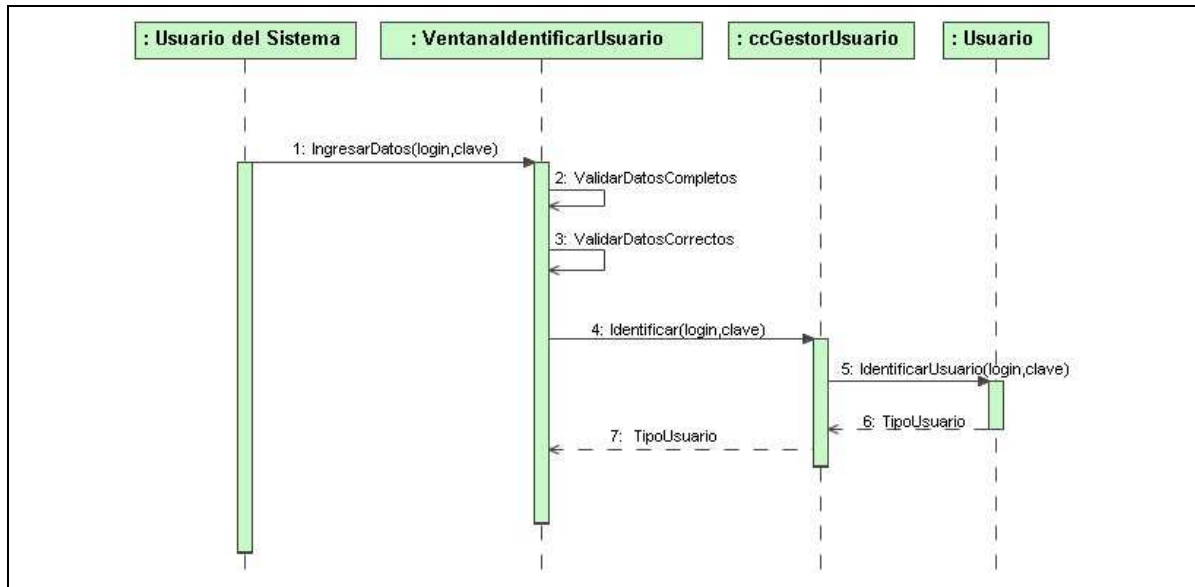 : Usuario del Sistema
: VentanaIdentificarUsuario
: ccGestorUsuario
: Usuario
1: IngresarDatos(login,clave)
2: ValidarDatosCompletos
3: ValidarDatosCorrectos
4: Identificar(login,clave)
5: IdentificarUsuario(login,clave)
6: TipoUsuario
7: TipoUsuario